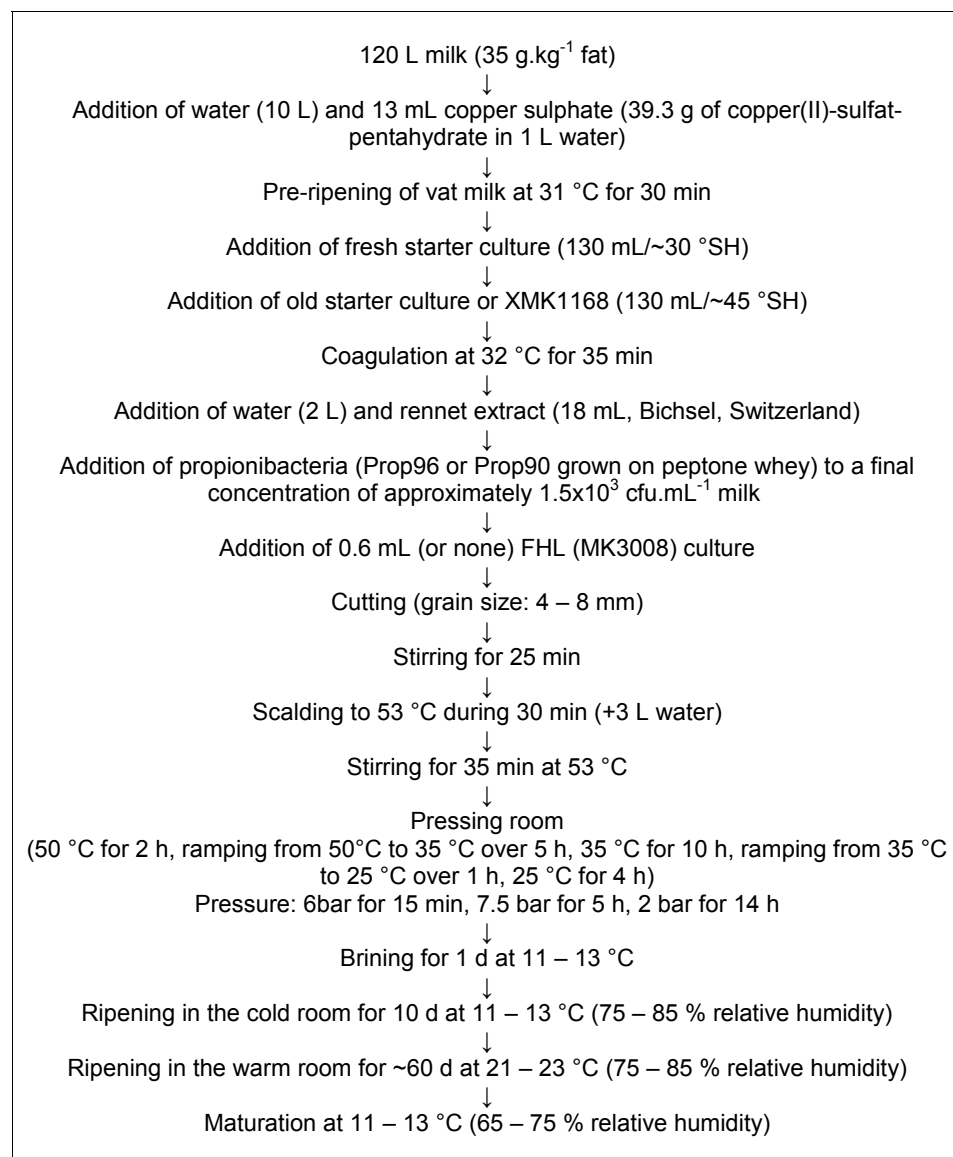 120 L milk (35 g.kg⁻¹ fat)
↓
Addition of water (10 L) and 13 mL copper sulphate (39.3 g of copper(II)-sulfat-
pentahydrate in 1 L water)
↓
Pre-ripening of vat milk at 31 °C for 30 min
↓
Addition of fresh starter culture (130 mL/~30 °SH)
↓
Addition of old starter culture or XMK1168 (130 mL/~45 °SH)
↓
Coagulation at 32 °C for 35 min
↓
Addition of water (2 L) and rennet extract (18 mL, Bichsel, Switzerland)
↓
Addition of propionibacteria (Prop96 or Prop90 grown on peptone whey) to a final
concentration of approximately 1.5x10³ cfu.mL⁻¹ milk
↓
Addition of 0.6 mL (or none) FHL (MK3008) culture
↓
Cutting (grain size: 4 – 8 mm)
↓
Stirring for 25 min
↓
Scalding to 53 °C during 30 min (+3 L water)
↓
Stirring for 35 min at 53 °C
↓
Pressing room
(50 °C for 2 h, ramping from 50°C to 35 °C over 5 h, 35 °C for 10 h, ramping from 35 °C
to 25 °C over 1 h, 25 °C for 4 h)
Pressure: 6bar for 15 min, 7.5 bar for 5 h, 2 bar for 14 h
↓
Brining for 1 d at 11 – 13 °C
↓
Ripening in the cold room for 10 d at 11 – 13 °C (75 – 85 % relative humidity)
↓
Ripening in the warm room for ~60 d at 21 – 23 °C (75 – 85 % relative humidity)
↓
Maturation at 11 – 13 °C (65 – 75 % relative humidity)